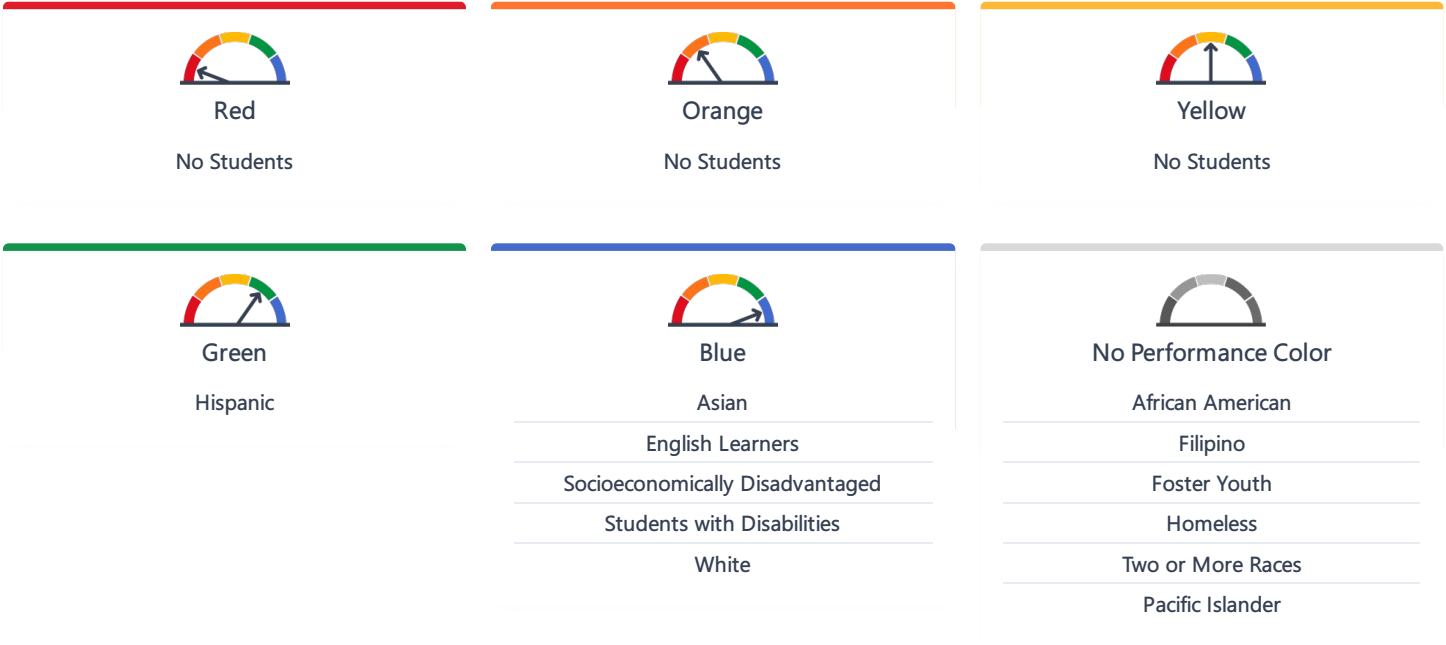 Red
No Students
Orange
No Students
Yellow
No Students
Green
Hispanic
Blue
Asian
English Learners
Socioeconomically Disadvantaged
Students with Disabilities
White
No Performance Color
African American
Filipino
Foster Youth
Homeless
Two or More Races
Pacific Islander